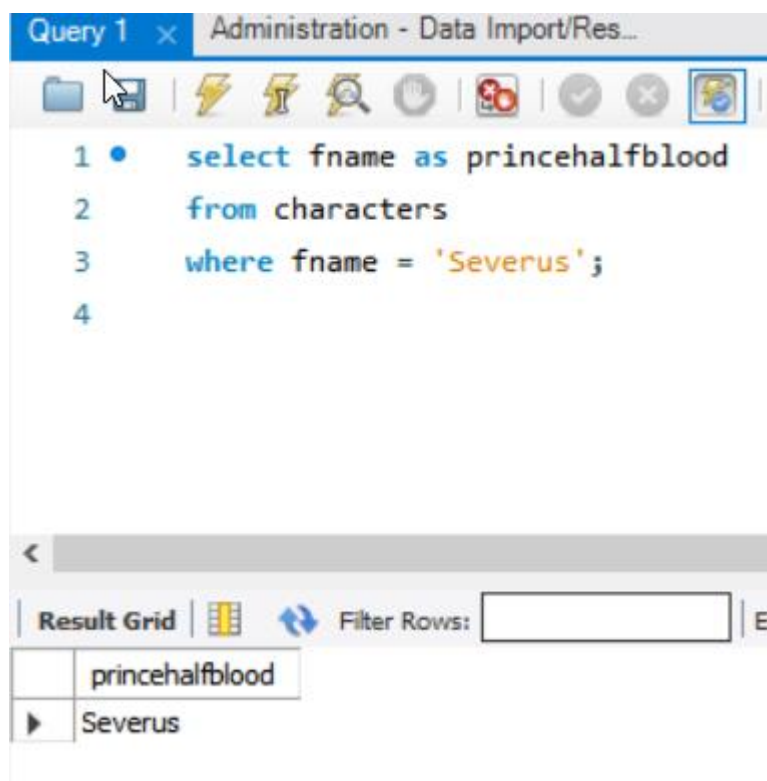 Query 1 × Administration - Data Import/Res...
1 select fname as princehalfblood
2 from characters
3 where fname = 'Severus';
4
Result Grid Filter Rows: E
princehalfblood
Severus